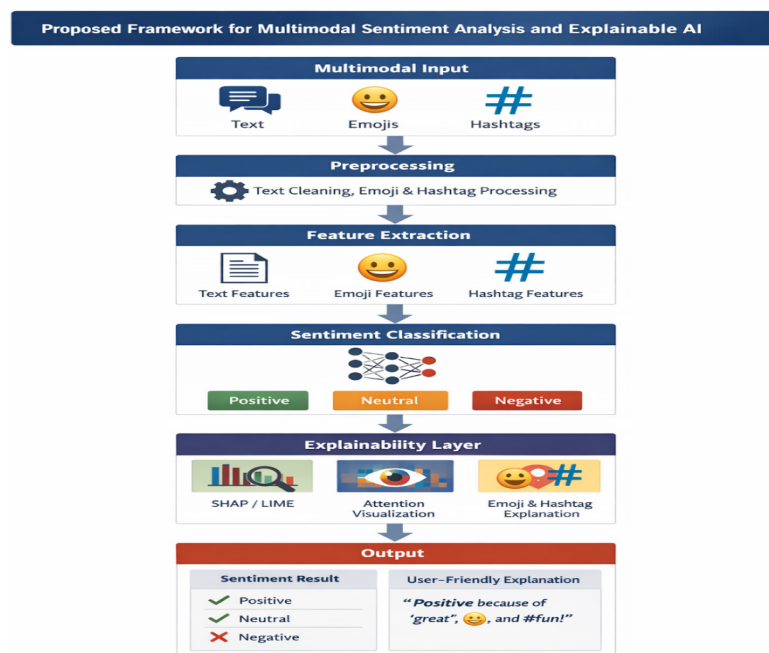 Proposed Framework for Multimodal Sentiment Analysis and Explainable AI
Multimodal Input
Text Emojis Hashtags
Preprocessing
Text Cleaning, Emoji & Hashtag Processing
Feature Extraction
Text Features Emoji Features Hashtag Features
Sentiment Classification
Positive Neutral Negative
Explainability Layer
SHAP / LIME
Attention
Visualization
Emoji & Hashtag
Explanation
Output
Sentiment Result
Positive
Neutral
Negative
User-Friendly Explanation
"Positive because of
'great', 😀, and #fun!"